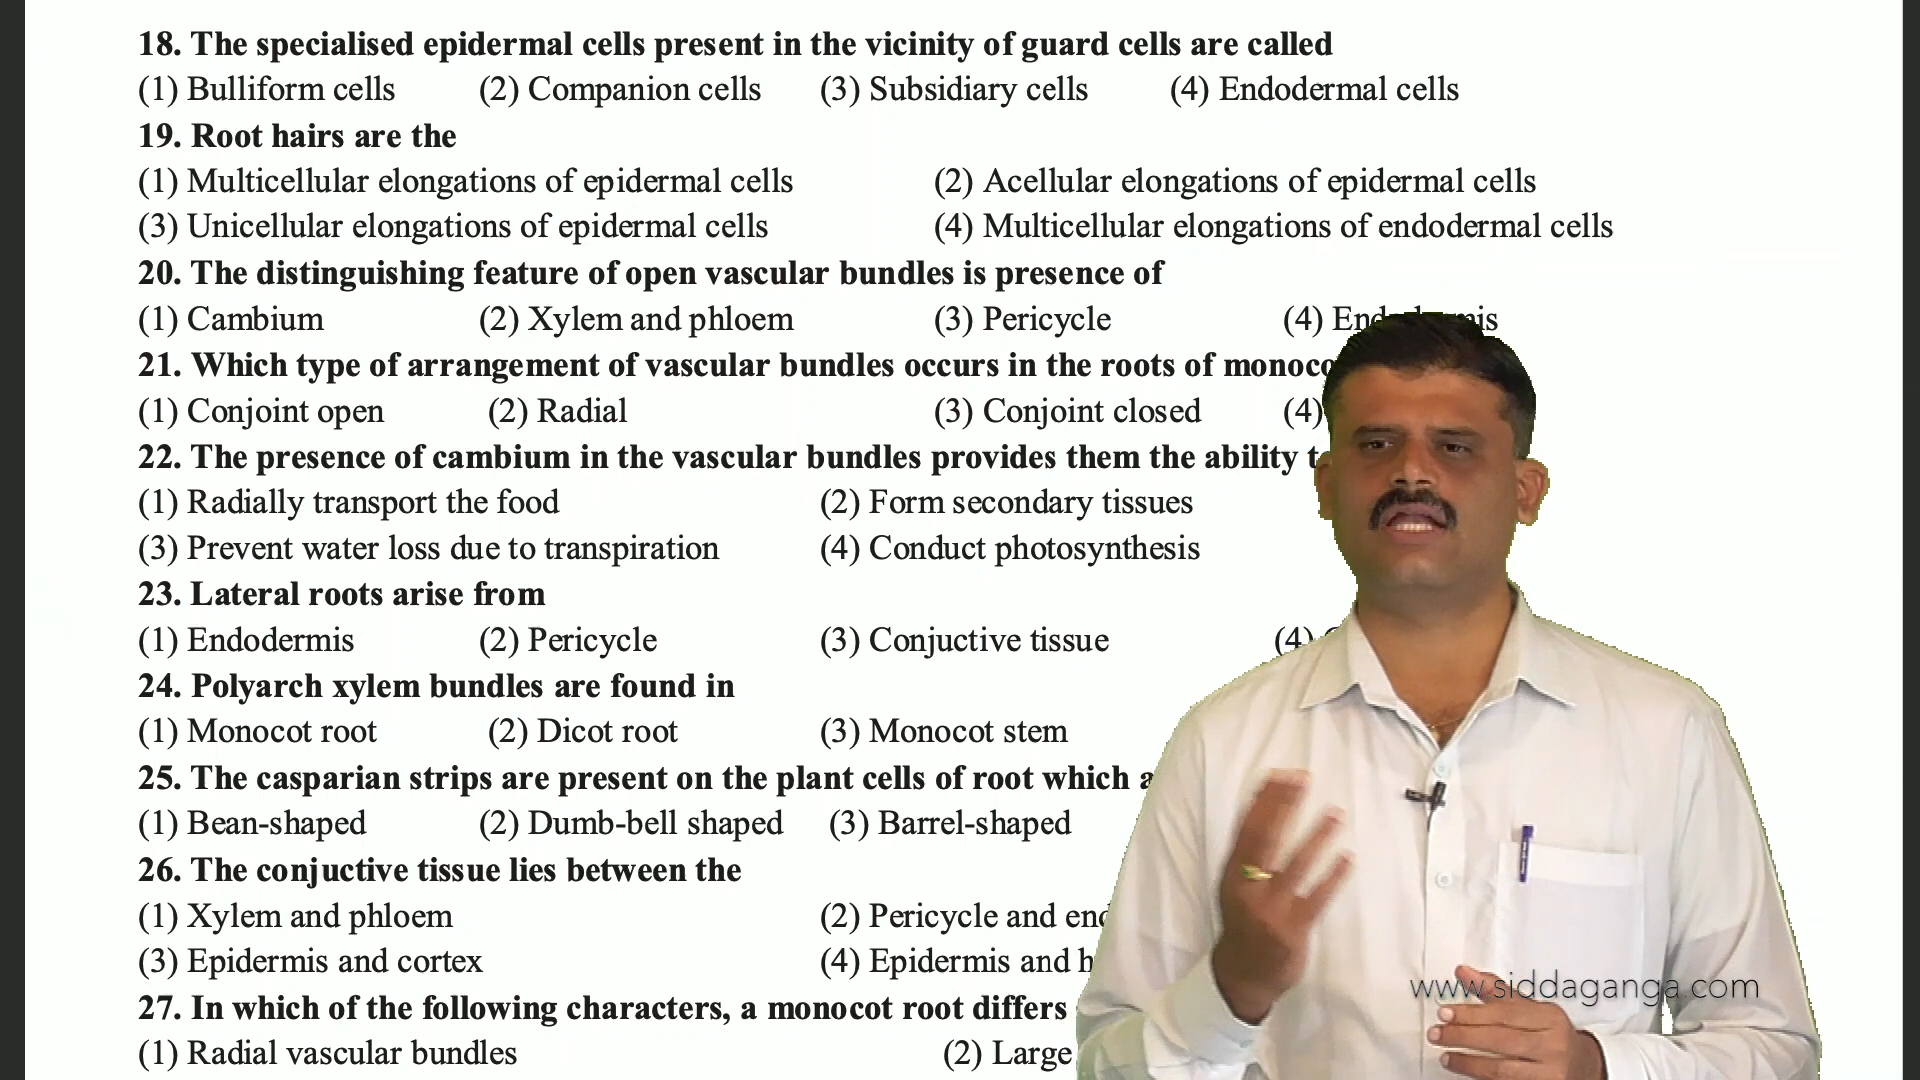 18. The specialised epidermal cells present in the vicinity of guard cells are called
(1) Bulliform cells (2) Companion cells (3) Subsidiary cells (4) Endodermal cells
19. Root hairs are the
(1) Multicellular elongations of epidermal cells (2) Acellular elongations of epidermal cells
(3) Unicellular elongations of epidermal cells (4) Multicellular elongations of endodermal cells
20. The distinguishing feature of open vascular bundles is presence of
(1) Cambium (2) Xylem and phloem (3) Pericycle (4)
21. Which type of arrangement of vascular bundles occurs in the roots of
(1) Conjoint open (2) Radial (3) Conjoint closed (4)
22. The presence of cambium in the vascular bundles provides them the ability
(1) Radially transport the food (2) Form secondary tissues
(3) Prevent water loss due to transpiration (4) Conduct photosynthesis
23. Lateral roots arise from
(1) Endodermis (2) Pericycle (3) Conjuctive tissue (4)
24. Polyarch xylem bundles are found in
(1) Monocot root (2) Dicot root (3) Monocot stem
25. The casparian strips are present on the plant cells of root which
(1) Bean-shaped (2) Dumb-bell shaped (3) Barrel-shaped
26. The conjuctive tissue lies between the
(1) Xylem and phloem (2) Pericycle and
(3) Epidermis and cortex (4) Epidermis and
www.siddaganga.com
27. In which of the following characters, a monocot root differs
(1) Radial vascular bundles (2) Large